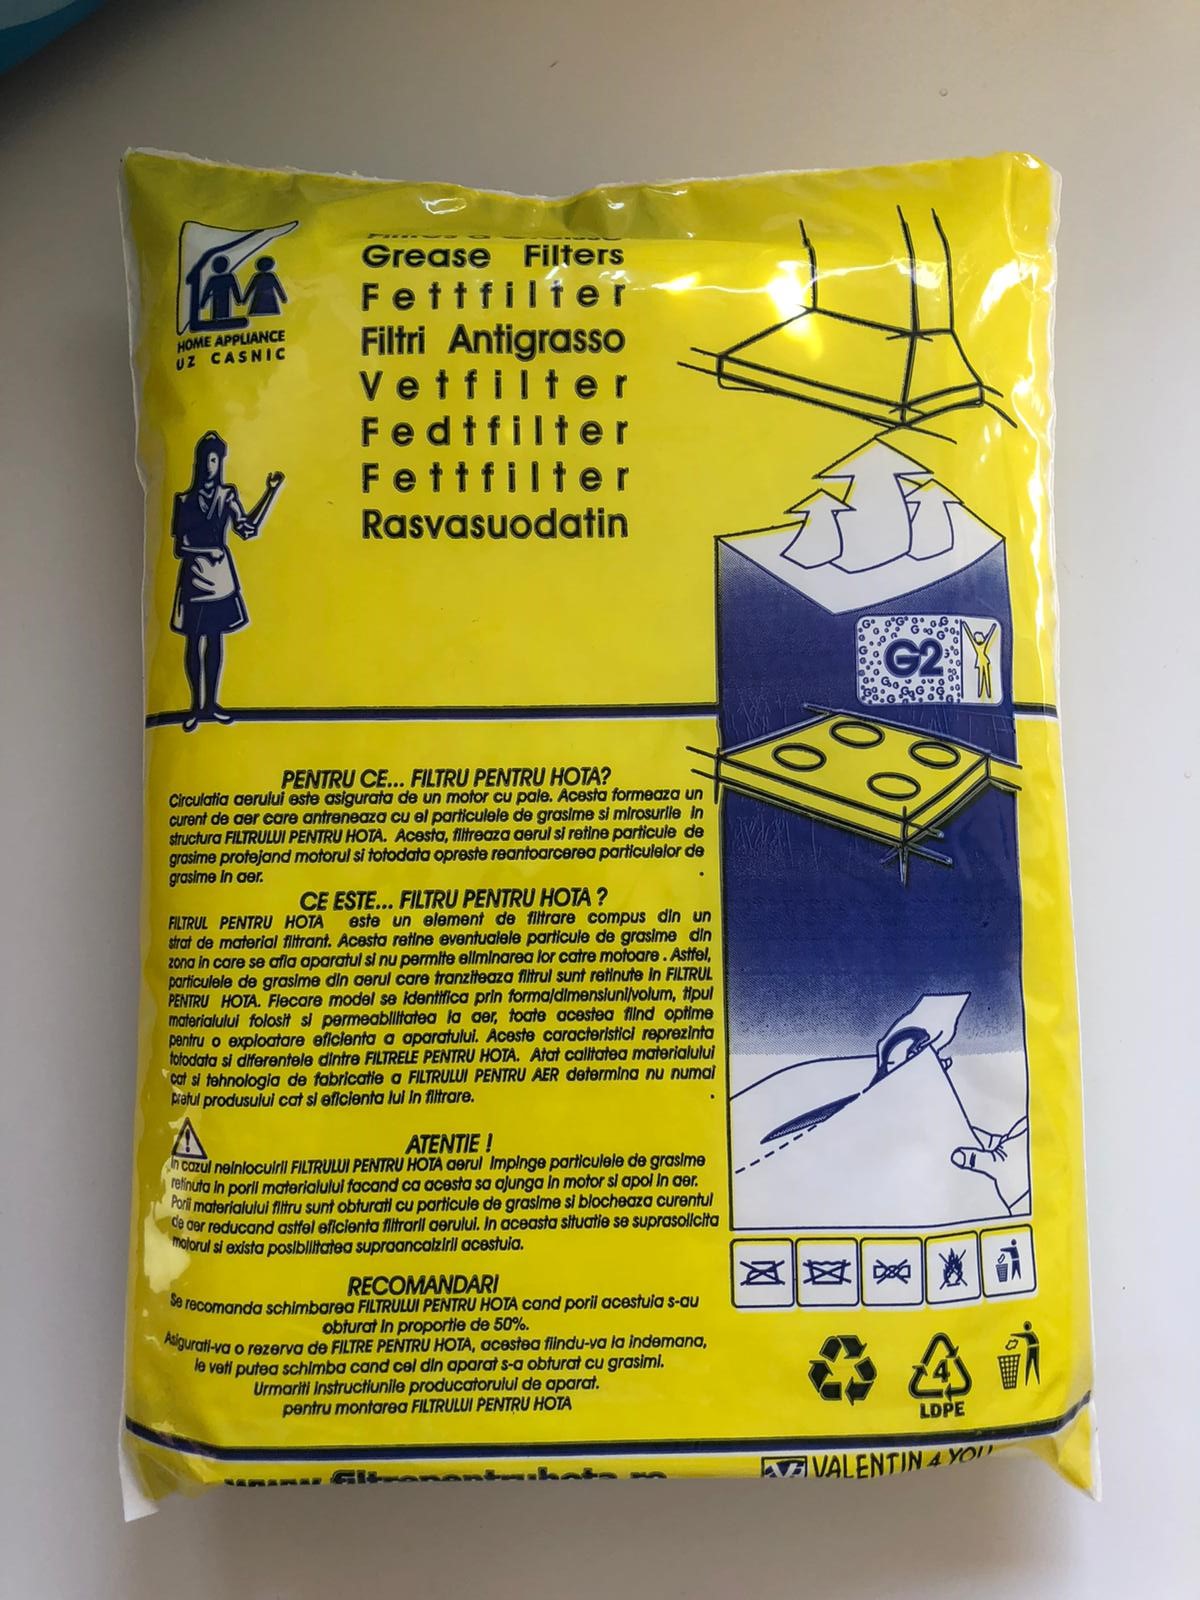 HOME APPLIANCE
UZ CASNIC
Grease Filters
Fettfilter
Filtri Antigrasso
Vetfilter
Fedtfilter
Fettfilter
Rasvasuodatin
G2
PENTRU CE... FILTRU PENTRU HOTA?
Circulatia aerului este asigurata de un motor cu pale. Acesta formeaza un
curent de aer care antreneaza cu el particulele de grasime si mirosurile in
structura FILTRULUI PENTRU HOTA. Acesta, filtreaza aerul si retine particule de
grasime protejand motorul si totodata opreste reantoarcerea particulelor de
grasime in aer.
CE ESTE... FILTRU PENTRU HOTA ?
FILTRUL PENTRU HOTA este un element de filtrare compus din un
strat de material filtrant. Acesta retine eventualele particule de grasime din
zona in care se afla aparatul si nu permite eliminarea lor catre motoare . Astfel,
particulele de grasime din aerul care tranziteaza filtrul sunt retinute in FILTRUL
PENTRU HOTA. Fiecare model se identifica prin forma/dimensiuni/volum, tipul
materialului folosit si permeabilitatea la aer, toate acestea fiind optime
pentru o exploatare eficienta a aparatului. Aceste caracteristici reprezinta
totodata si diferentele dintre FILTRELE PENTRU HOTA. Atat calitatea materialului
cat si tehnologia de fabricatie a FILTRULUI PENTRU AER determina nu numai
pretul produsului cat si eficienta lui in filtrare.
ATENTIE !
In cazul neinlocuirii FILTRULUI PENTRU HOTA aerul impinge particulele de grasime
retinuta in porii materialului facand ca acesta sa ajunga in motor si apoi in aer.
Porii materialului filtru sunt obturati cu particule de grasime si blocheaza curentul
de aer reducand astfel eficienta filtrarii aerului. In aceasta situatie se suprasolicita
motorul si exista posibilitatea supraancalzirii acestuia.
RECOMANDARI
Se recomanda schimbarea FILTRULUI PENTRU HOTA cand porii acestuia s-au
obturat in proportie de 50%.
Asigurati-va o rezerva de FILTRE PENTRU HOTA, acestea fiindu-va la indemana,
le veti putea schimba cand cel din aparat s-a obturat cu grasimi.
Urmariti instructiunile producatorului de aparat.
pentru montarea FILTRULUI PENTRU HOTA
4
LDPE
www.filtrepentruhota.ro
VALENTIN 4 YOU